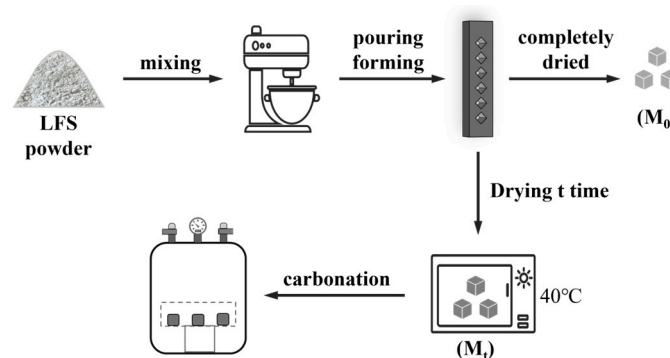 mixing
pouring
forming
completely
dried
LFS
powder
(M₀
Drying t time
carbonation
40℃
(Mₜ)